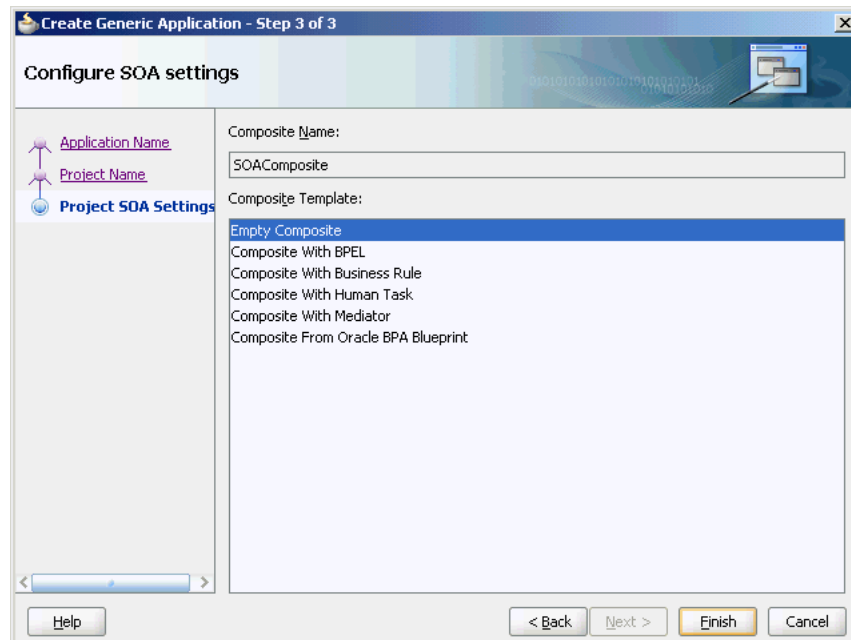 Create Generic Application - Step 3 of 3
Configure SOA settings
Application Name
Project Name
Project SOA Settings
Composite Name:
SOAComposite
Composite Template:
Empty Composite
Composite With BPEL
Composite With Business Rule
Composite With Human Task
Composite With Mediator
Composite From Oracle BPA Blueprint
Help
< Back
Next >
Finish
Cancel